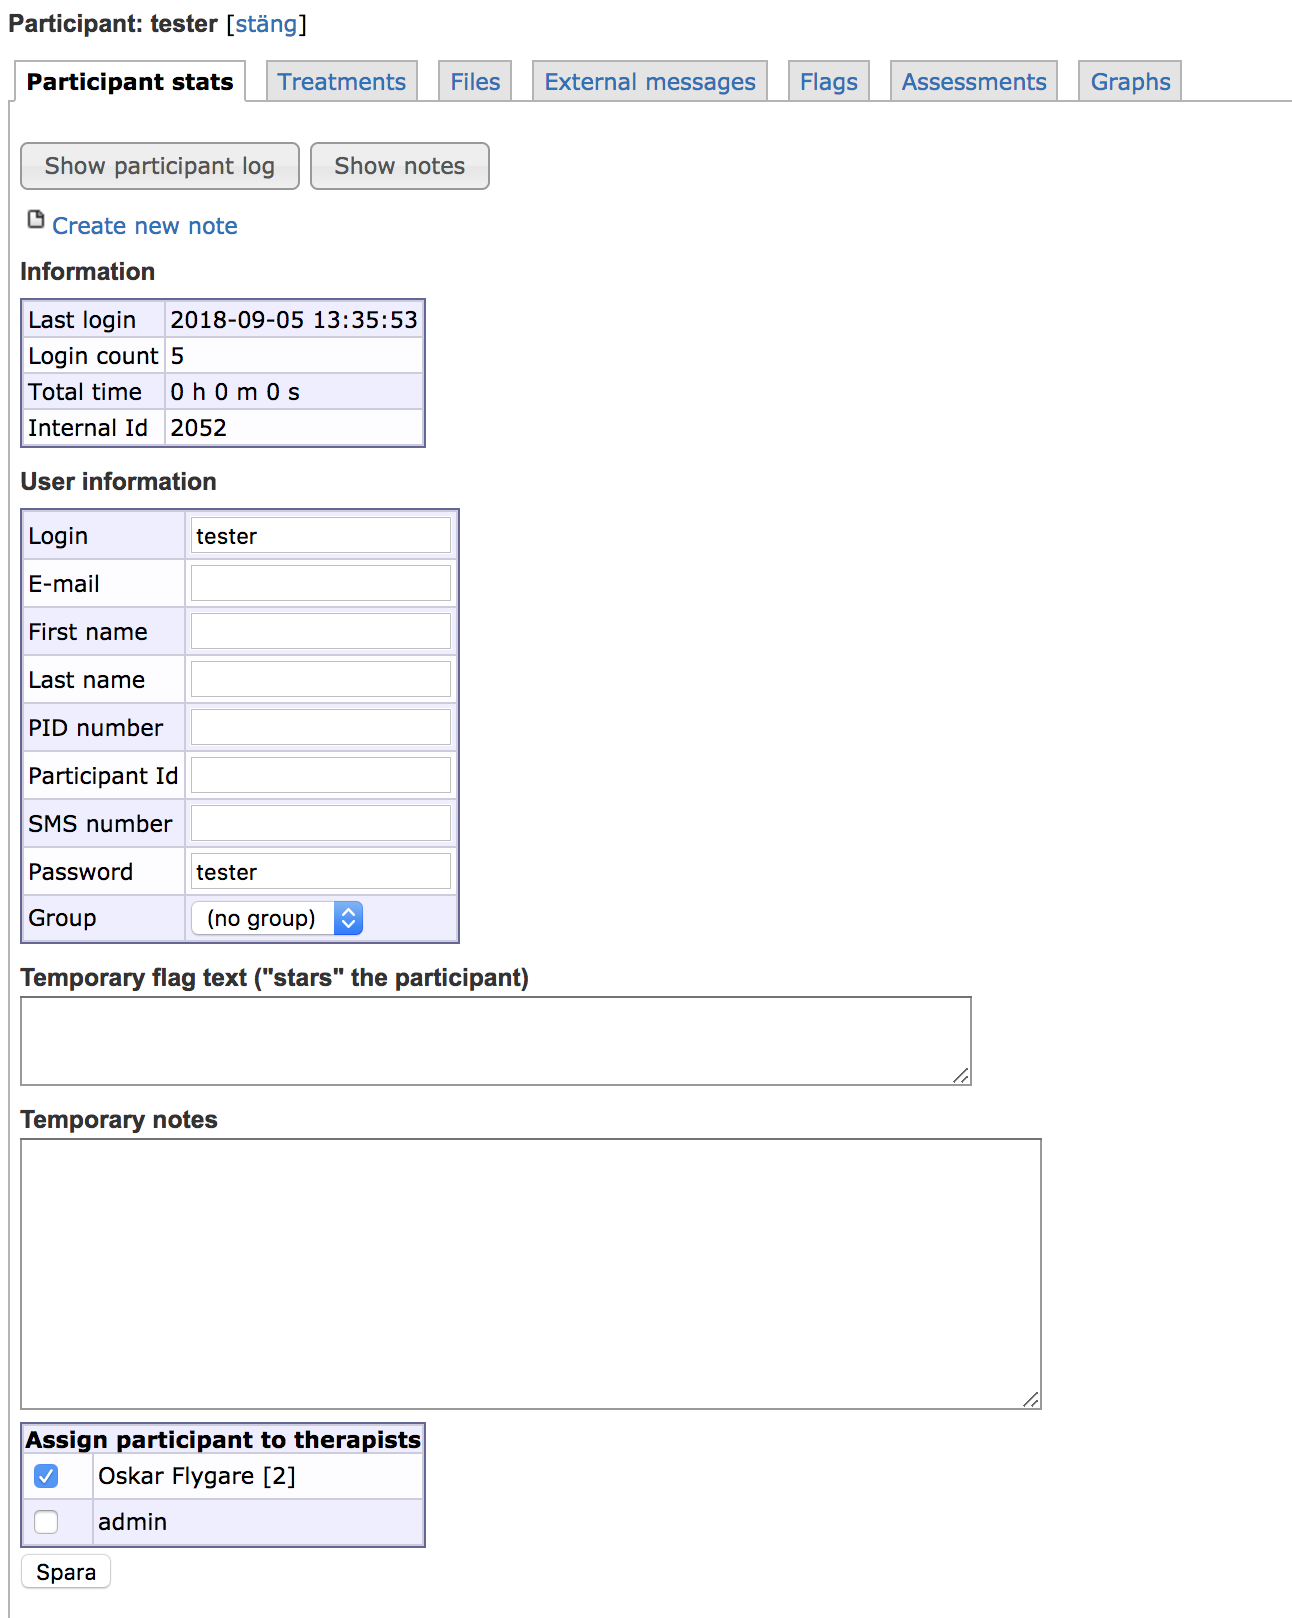 Participant: tester [stäng]
Participant stats Treatments Files External messages Flags Assessments Graphs
Show participant log Show notes
Create new note
Information
Last login 2018-09-05 13:35:53
Login count 5
Total time 0 h 0 m 0 s
Internal Id 2052
User information
Login tester
E-mail
First name
Last name
PID number
Participant Id
SMS number
Password tester
Group (no group)
Temporary flag text ("stars" the participant)
Temporary notes
Assign participant to therapists
Oskar Flygare [2]
admin
Spara